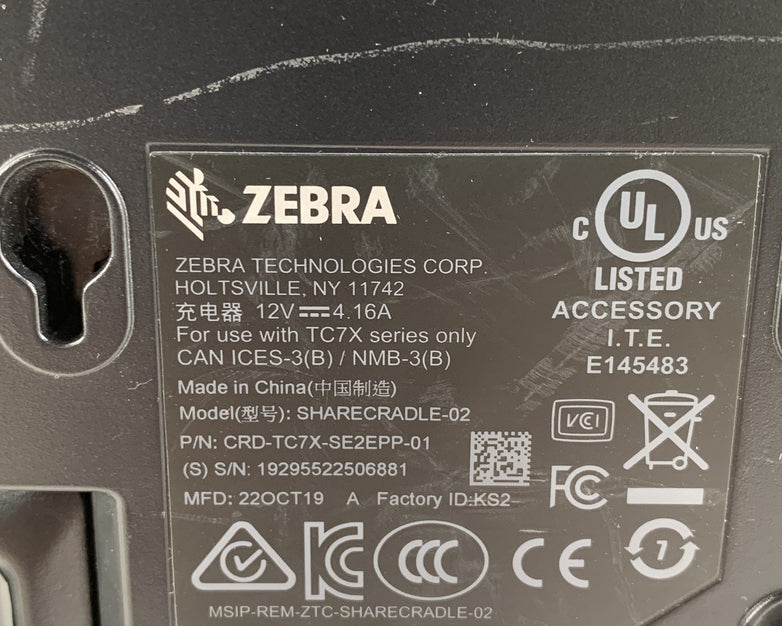 ZEBRA
ZEBRA TECHNOLOGIES CORP.
HOLTSVILLE, NY 11742
充电器 12V⎓4.16A
For use with TC7X series only
CAN ICES-3(B) / NMB-3(B)
Made in China(中国制造)
Model(型号): SHARECRADLE-02
P/N: CRD-TC7X-SE2EPP-01
(S) S/N: 19295522506881
MFD: 22OCT19 A Factory ID:KS2
C UL US
LISTED
ACCESSORY
I.T.E.
E145483
VCI
FC
KC
CCC
CE
7
MSIP-REM-ZTC-SHARECRADLE-02